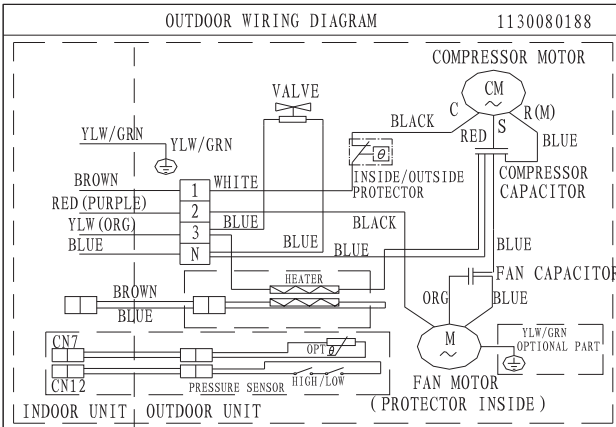 OUTDOOR WIRING DIAGRAM 1130080188
COMPRESSOR MOTOR
VALVE
CM
C
R(M)
BLACK
S
RED
BLUE
YLW/GRN
YLW/GRN
θ
INSIDE/OUTSIDE
PROTECTOR
COMPRESSOR
CAPACITOR
BROWN
1
WHITE
RED(PURPLE)
2
BLACK
YLW(ORG)
3
BLUE
BLUE
N
BLUE
BLUE
BLUE
HEATER
FAN CAPACITOR
BROWN
BLUE
ORG
BLUE
YLW/GRN
OPTIONAL PART
CN7
OPT
θ
M
CN12
PRESSURE SENSOR
HIGH/LOW
FAN MOTOR
(PROTECTOR INSIDE)
INDOOR UNIT
OUTDOOR UNIT